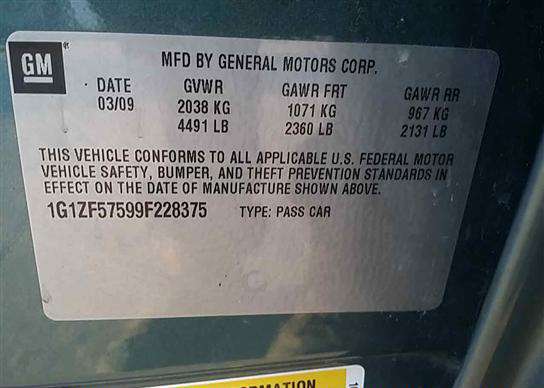 GM
MFD BY GENERAL MOTORS CORP.
DATE GVWR GAWR FRT GAWR RR
03/09 2038 KG 1071 KG 967 KG
4491 LB 2360 LB 2131 LB
THIS VEHICLE CONFORMS TO ALL APPLICABLE U.S. FEDERAL MOTOR
VEHICLE SAFETY, BUMPER, AND THEFT PREVENTION STANDARDS IN
EFFECT ON THE DATE OF MANUFACTURE SHOWN ABOVE.
1G1ZF57599F228375 TYPE: PASS CAR